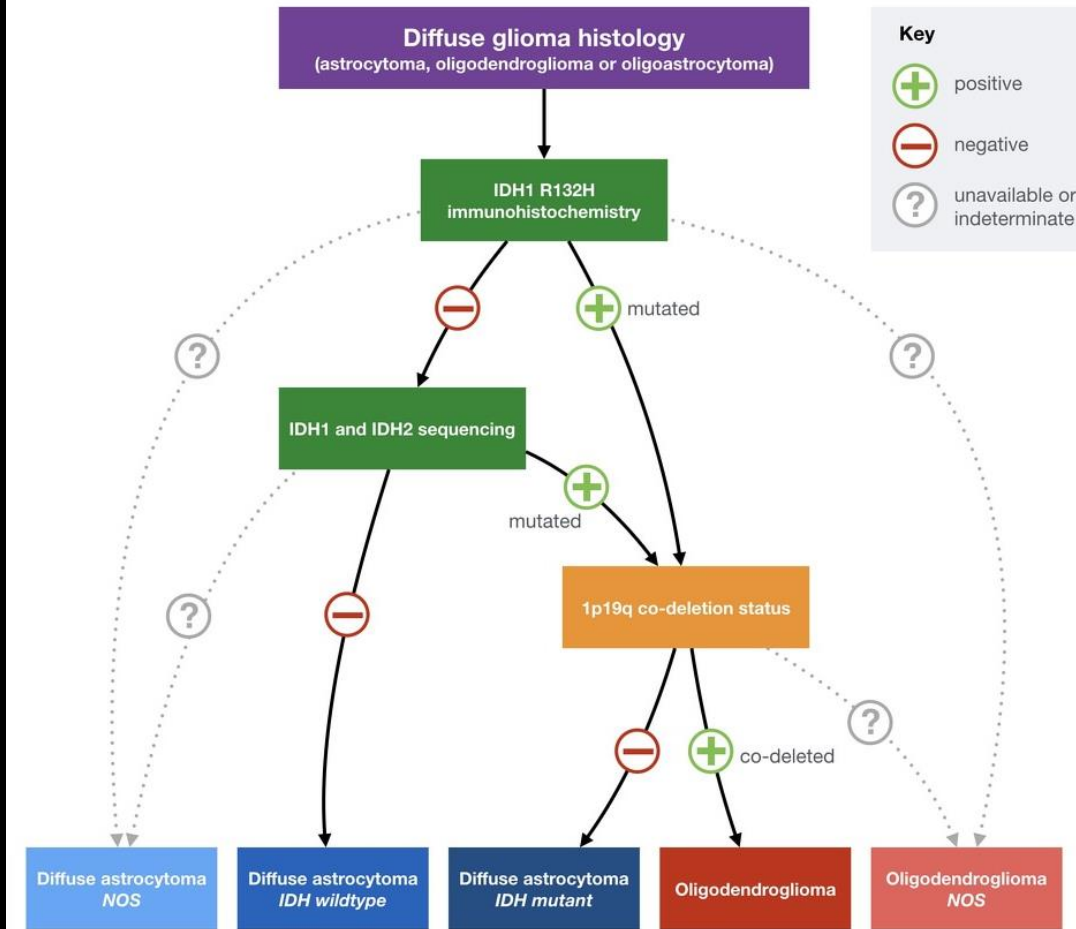 Diffuse glioma histology
(astrocytoma, oligodendroglioma or oligoastrocytoma)
Key
positive
negative
? unavailable or
indeterminate
IDH1 R132H
immunohistochemistry
mutated
?
?
IDH1 and IDH2 sequencing
mutated
?
1p19q co-deletion status
?
co-deleted
Diffuse astrocytoma
NOS
Diffuse astrocytoma
IDH wildtype
Diffuse astrocytoma
IDH mutant
Oligodendroglioma
Oligodendroglioma
NOS